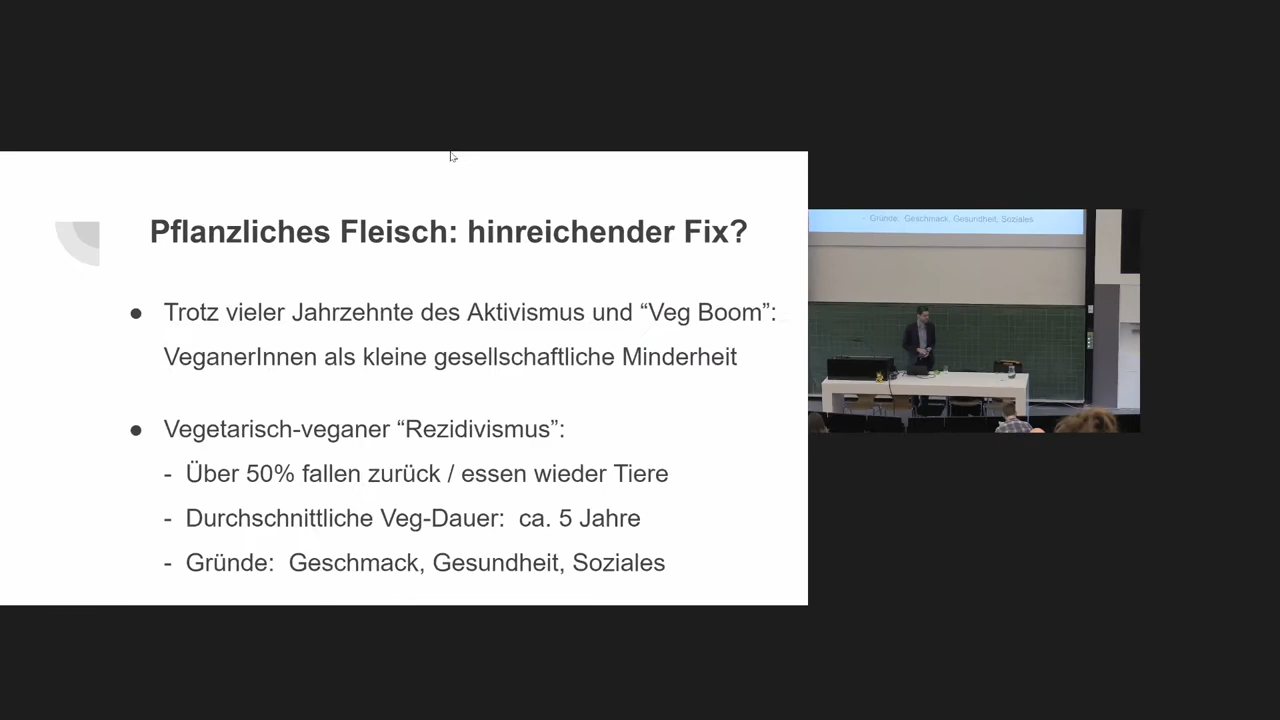 Pflanzliches Fleisch: hinreichender Fix?
● Trotz vieler Jahrzehnte des Aktivismus und “Veg Boom”:
VeganerInnen als kleine gesellschaftliche Minderheit
● Vegetarisch-veganer “Rezidivismus”:
- Über 50% fallen zurück / essen wieder Tiere
- Durchschnittliche Veg-Dauer: ca. 5 Jahre
- Gründe: Geschmack, Gesundheit, Soziales
- Gründe: Geschmack, Gesundheit, Soziales